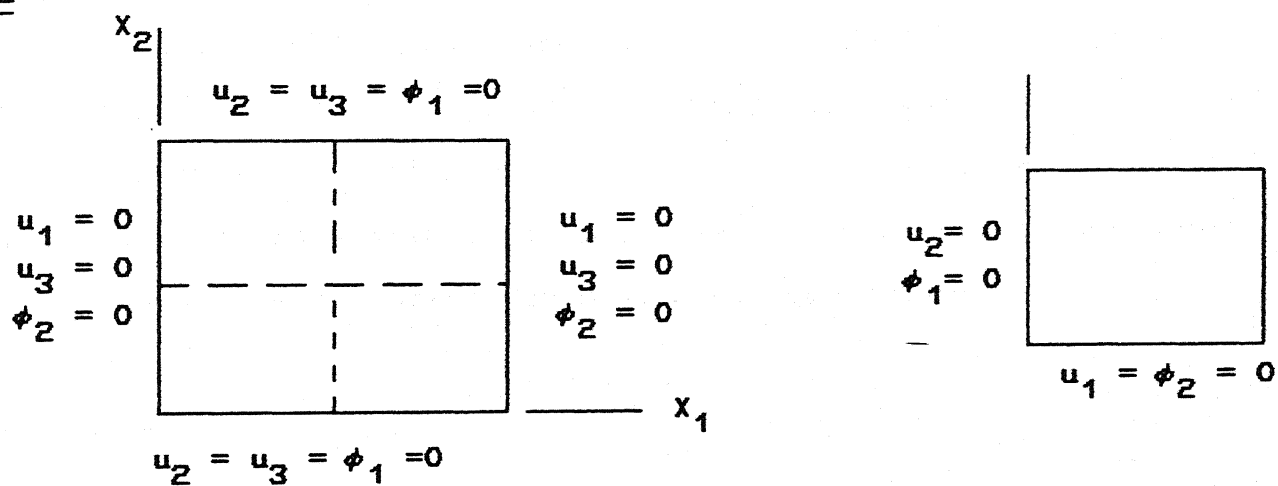 X₂
u₂ = u₃ = ϕ₁ =0
u₁ = 0
u₃ = 0
ϕ₂ = 0
u₁ = 0
u₃ = 0
ϕ₂ = 0
X₁
u₂ = u₃ = ϕ₁ =0
u₂= 0
ϕ₁= 0
u₁ = ϕ₂ = 0